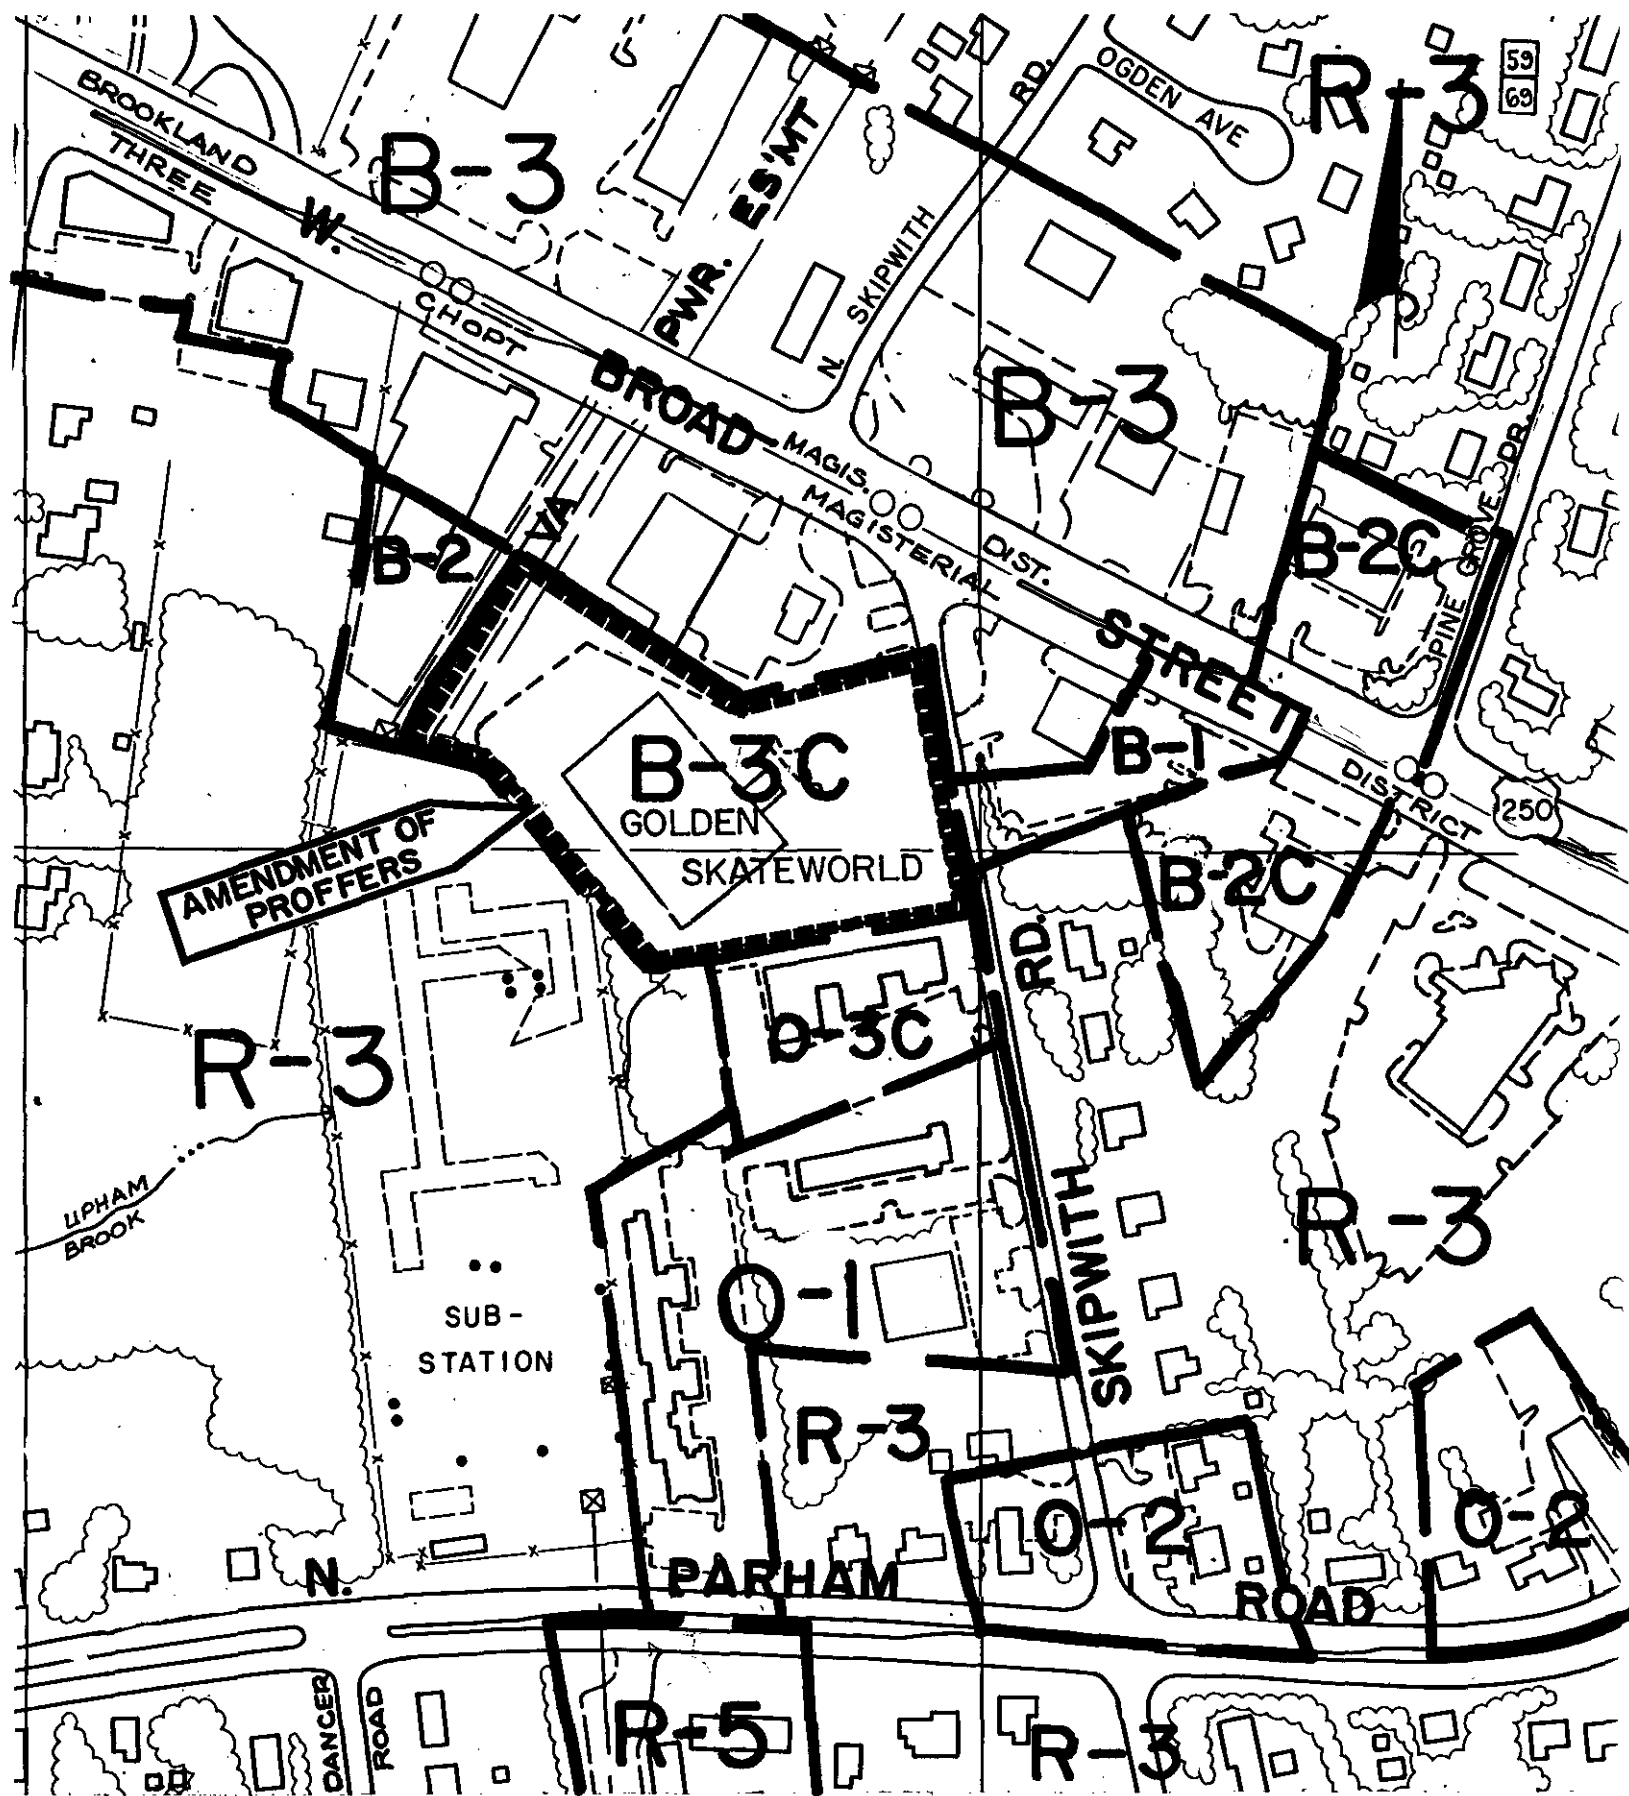 R-3
59
69
OGDEN AVE
RD.
BROOKLAND
THREE
B-3
W.
PWR. ES'MT
N. SKIPWITH
CHOPT
BROAD
MAGIS.
MAGISTERIAL
DIST.
B-3
PINE GROVE DR.
B-2C
VA
B-2
STREET
B-1
DISTRICT
250
B-3C
GOLDEN
SKATEWORLD
AMENDMENT OF
PROFFERS
B-2C
RD.
O-3C
R-3
UPHAM
BROOK
SKIPWITH
R-3
O-1
SUB-
STATION
R-3
O-2
O-2
N.
PARHAM
ROAD
DANCER
ROAD
R-5
R-3